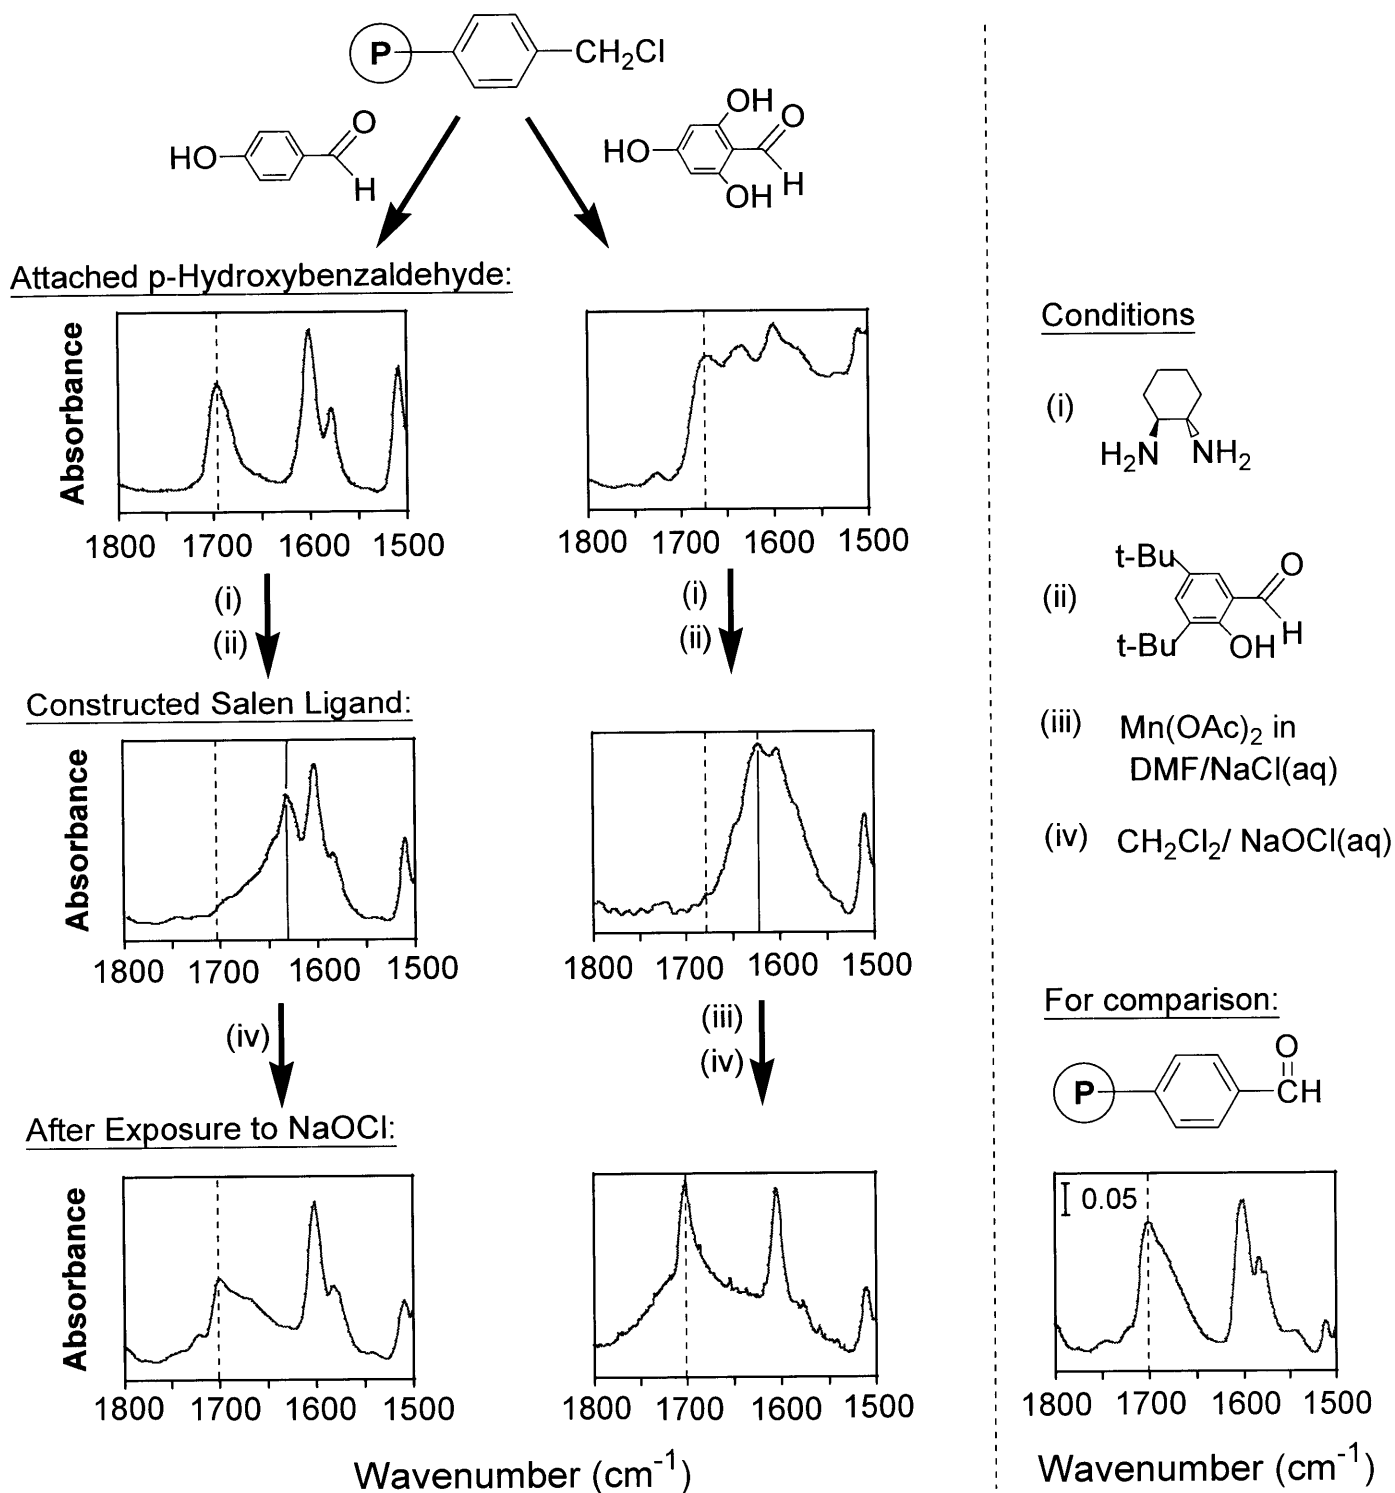 P CH2Cl
HO O H
OH O
HO H
OH
Attached p-Hydroxybenzaldehyde:
Absorbance
1800 1700 1600 1500
1800 1700 1600 1500
(i)
(ii)
(i)
(ii)
Constructed Salen Ligand:
Absorbance
1800 1700 1600 1500
1800 1700 1600 1500
(iv)
(iii)
(iv)
After Exposure to NaOCl:
Absorbance
1800 1700 1600 1500
1800 1700 1600 1500
Wavenumber (cm-1)
Conditions
(i)
H2N NH2
(ii)
t-Bu O
t-Bu OH H
(iii) Mn(OAc)2 in
DMF/NaCl(aq)
(iv) CH2Cl2/ NaOCl(aq)
For comparison:
O
P CH
0.05
1800 1700 1600 1500
Wavenumber (cm-1)